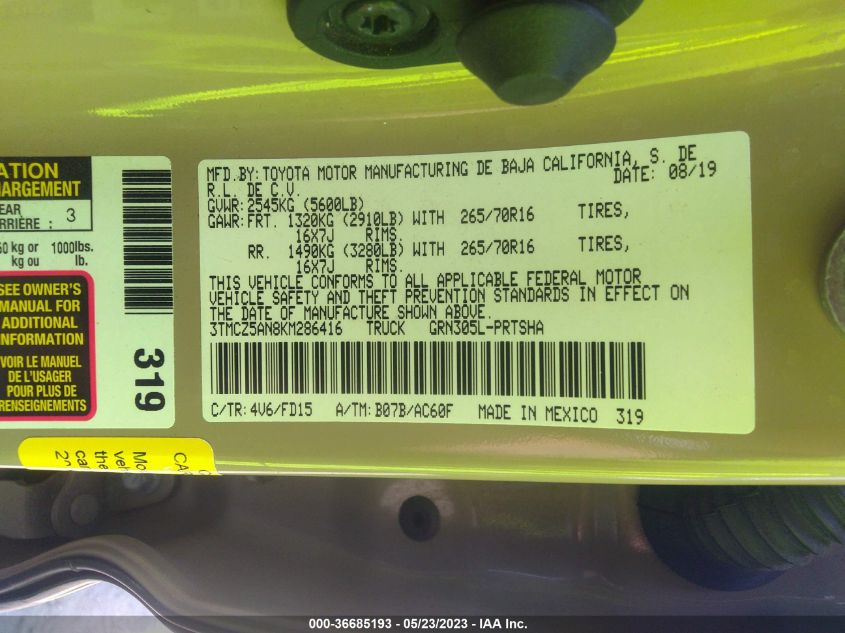 ATION
HARGEMENT
EAR
RRIÈRE : 3
60 kg or 1000lbs.
kg ou lb.
SEE OWNER'S
MANUAL FOR
ADDITIONAL
INFORMATION
VOIR LE MANUEL
DE L'USAGER
POUR PLUS DE
RENSEIGNEMENTS
319
MFD.BY:TOYOTA MOTOR MANUFACTURING DE BAJA CALIFORNIA, S. DE
R.L. DE C.V. DATE: 08/19
GVWR:2545KG (5600LB)
GAWR:FRT. 1320KG (2910LB) WITH 265/70R16 TIRES,
16X7J RIMS.
RR. 1490KG (3280LB) WITH 265/70R16 TIRES,
16X7J RIMS.
THIS VEHICLE CONFORMS TO ALL APPLICABLE FEDERAL MOTOR
VEHICLE SAFETY AND THEFT PREVENTION STANDARDS IN EFFECT ON
THE DATE OF MANUFACTURE SHOWN ABOVE.
3TMCZ5AN8KM286416 TRUCK GRN305L-PRTSHA
C/TR:4V6/FD15 A/TM:B07B/AC60F MADE IN MEXICO 319
000-36685193 - 05/23/2023 - IAA Inc.